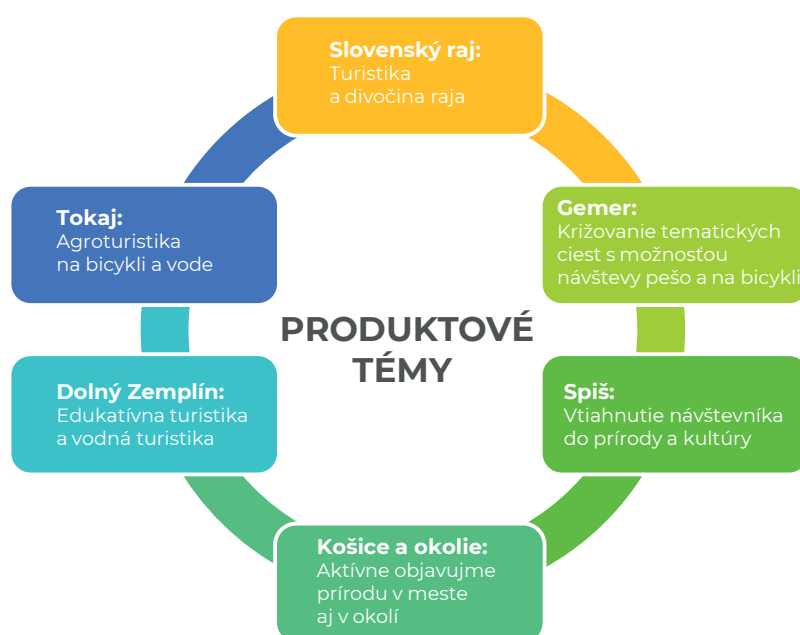 Slovenský raj:
Turistika
a divočina raja
Gemer:
Križovanie tematických
ciest s možnosťou
návštevy pešo a na bicykli
Spiš:
Vtiahnutie návštevníka
do prírody a kultúry
Košice a okolie:
Aktívne objavujme
prírodu v meste
aj v okolí
Dolný Zemplín:
Edukatívna turistika
a vodná turistika
Tokaj:
Agroturistika
na bicykli a vode
PRODUKTOVÉ
TÉMY